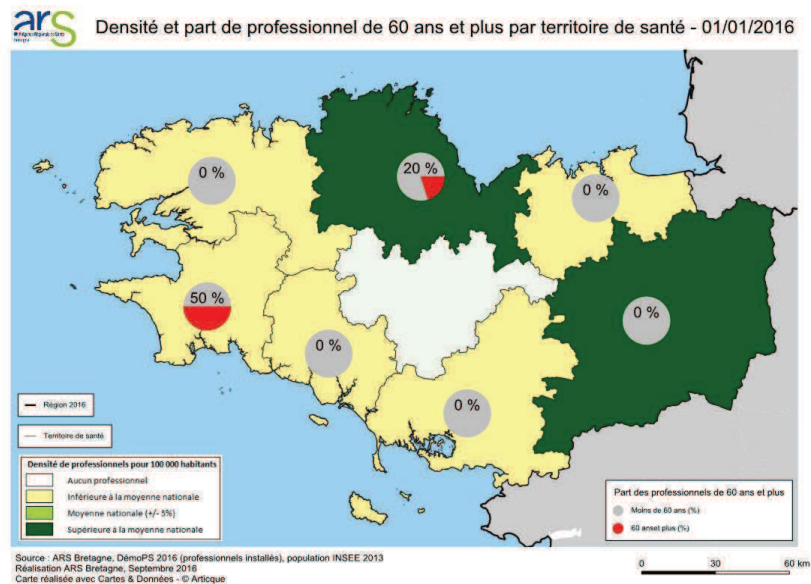 ars
Densité et part de professionnel de 60 ans et plus par territoire de santé - 01/01/2016
0 %
20 %
0 %
50 %
0 %
0 %
0 %
Région 2016
Territoire de santé
Densité de professionnels pour 100 000 habitants
Aucun professionnel
Inférieure à la moyenne nationale
Moyenne nationale (+/- 5%)
Supérieure à la moyenne nationale
Part des professionnels de 60 ans et plus
Moins de 60 ans (%)
60 anset plus (%)
0 30 60 km
Source : ARS Bretagne, DémoPS 2016 (professionnels installés), population INSEE 2013
Réalisation ARS Bretagne, Septembre 2016
Carte réalisée avec Cartes & Données - © Articque